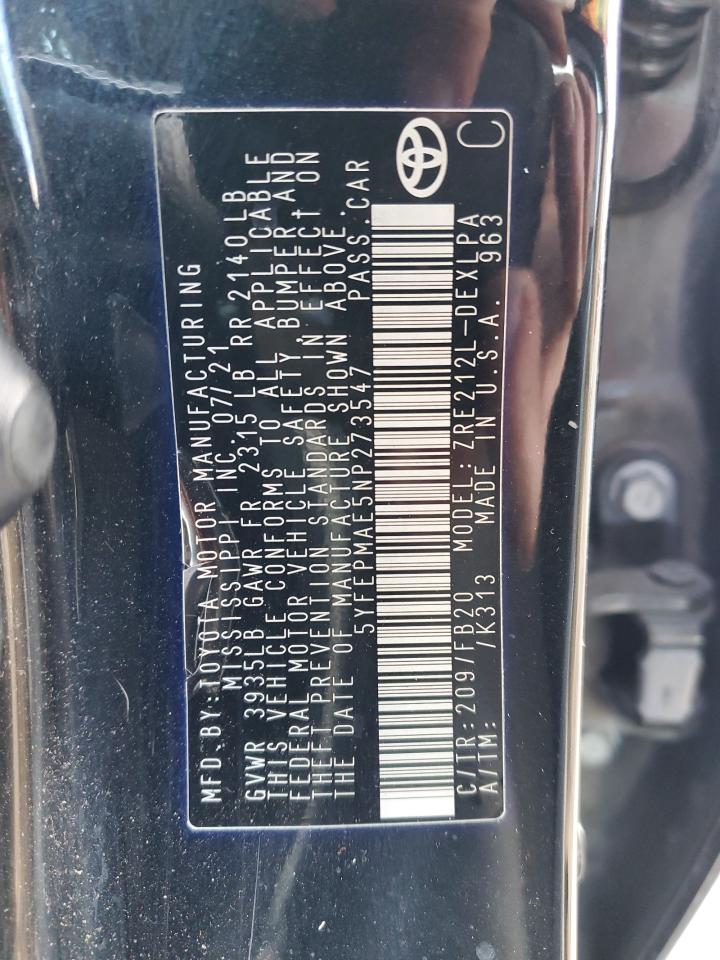 MFD. BY: TOYOTA MOTOR MANUFACTURING
MISSISSIPPI INC. 07/21
GVWR 3935LB GAWR FR 2315 LB RR 2140 LB
THIS VEHICLE CONFORMS TO ALL APPLICABLE
FEDERAL MOTOR VEHICLE SAFETY, BUMPER AND
THEFT PREVENTION STANDARDS IN EFFECT ON
THE DATE OF MANUFACTURE SHOWN ABOVE.
5YFEPMAE5NP273547 PASS. CAR
C/TR: 209/FB20 MODEL: ZRE212L-DEXLPA
A/TM: /K313 MADE IN U.S.A. 963
C